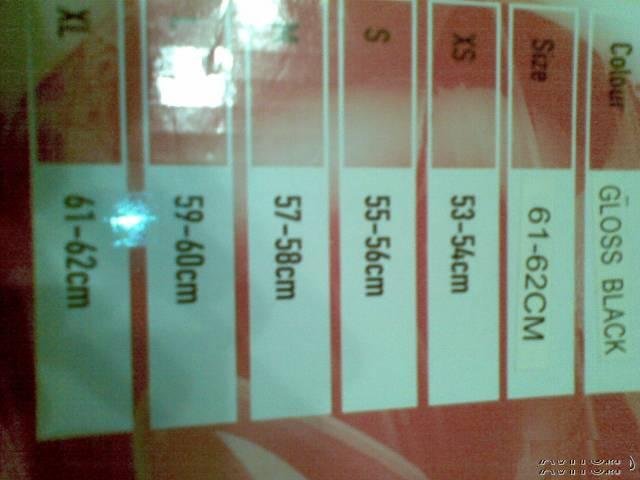 Colour GLOSS BLACK
Size 61-62CM
XS 53-54cm
S 55-56cm
M 57-58cm
L 59-60cm
XL 61-62cm